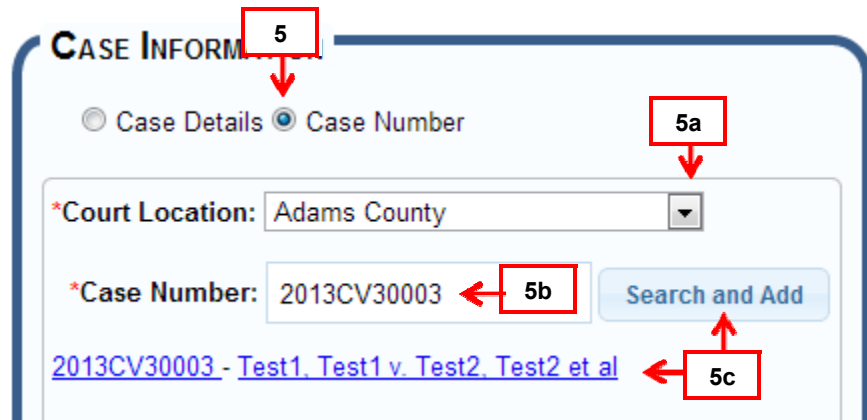 5
CASE INFORM
Case Details Case Number
5a
*Court Location: Adams County
*Case Number: 2013CV30003 5b Search and Add
2013CV30003 - Test1, Test1 v. Test2, Test2 et al
5c